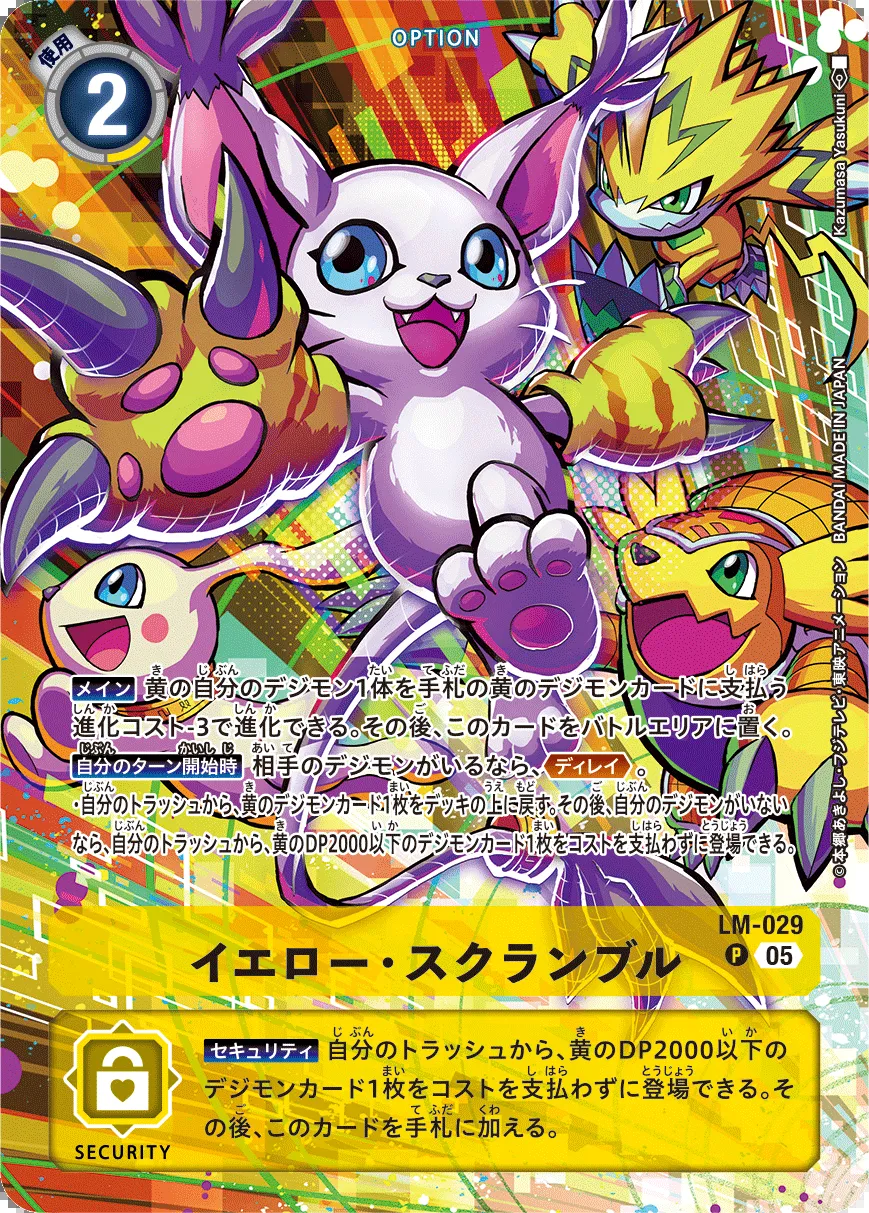 OPTION
使用
2
Kazumasa Yasukuni
BANDAI MADE IN JAPAN
©本郷あきよし・フジテレビ・東映アニメーション
メイン 黄の自分のデジモン1体を手札の黄のデジモンカードに支払う
進化コスト-3で進化できる。その後、このカードをバトルエリアに置く。
自分のターン開始時 相手のデジモンがいるなら、ディレイ 。
・自分のトラッシュから、黄のデジモンカード1枚をデッキの上に戻す。その後、自分のデジモンがいない
なら、自分のトラッシュから、黄のDP2000以下のデジモンカード1枚をコストを支払わずに登場できる。
LM-029
イエロー・スクランブル
P 05
セキュリティ 自分のトラッシュから、黄のDP2000以下の
デジモンカード1枚をコストを支払わずに登場できる。そ
の後、このカードを手札に加える。
SECURITY